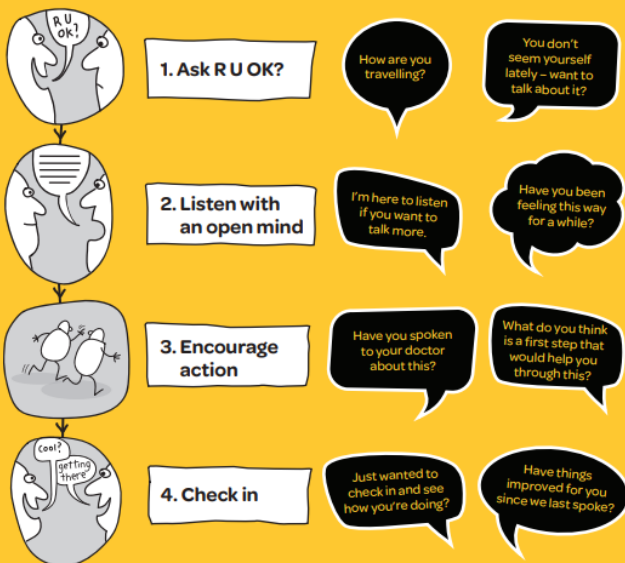 R U
OK?
1. Ask R U OK?
How are you
travelling?
You don't
seem yourself
lately – want to
talk about it?
2. Listen with
an open mind
I'm here to listen
if you want to
talk more.
Have you been
feeling this way
for a while?
3. Encourage
action
Have you spoken
to your doctor
about this?
What do you think
is a first step that
would help you
through this?
Cool?
getting
there
4. Check in
Just wanted to
check in and see
how you're doing?
Have things
improved for you
since we last spoke?